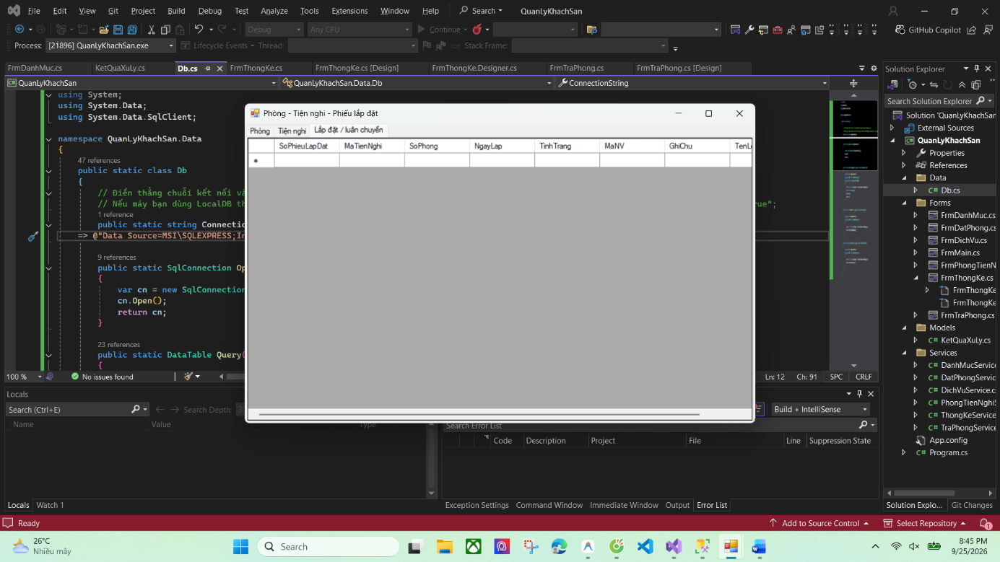 File Edit View Git Project Build Debug Test Analyze Tools Extensions Window Help Search QuanLyKhachSan
Debug Any CPU Continue GitHub Copilot
Process: [21896] QuanLyKhachSan.exe Lifecycle Events Thread: Stack Frame:
FrmDanhMuc.cs KetQuaXuLy.cs Db.cs FrmThongKe.cs FrmThongKe.cs [Design] FrmThongKe.Designer.cs FrmTraPhong.cs FrmTraPhong.cs [Design]
QuanLyKhachSan QuanLyKhachSan.Data.Db ConnectionString
using System;
using System.Data;
using System.Data.SqlClient;
namespace QuanLyKhachSan.Data
{
47 references
public static class Db
{
// Điền thẳng chuỗi kết nối và
// Nếu máy bạn dùng LocalDB th
rue";
1 reference
public static string Connection
=> @"Data Source=MSI\SQLEXPRESS;In
9 references
public static SqlConnection Op
{
var cn = new SqlConnection
cn.Open();
return cn;
}
23 references
public static DataTable Query(
{
100 % No issues found Ln: 12 Ch: 91 SPC CRLF
Phòng - Tiện nghi - Phiếu lắp đặt
Phòng Tiện nghi Lắp đặt / luân chuyển
SoPhieuLapDat MaTienNghi SoPhong NgayLap TinhTrang MaNV GhiChu TenLo
Locals
Search (Ctrl+E) Search Depth: 3
Name Value Type
Build + IntelliSense
Search Error List
Code Description Project File Line Suppression State
Locals Watch 1
Exception Settings Command Window Immediate Window Output Error List
Solution Explorer
Search Solution Explorer
Solution 'QuanLyKhachSan
External Sources
QuanLyKhachSan
Properties
References
Data
Db.cs
Forms
FrmDanhMuc.cs
FrmDatPhong.cs
FrmDichVu.cs
FrmMain.cs
FrmPhongTienN
FrmThongKe.cs
FrmThongKe
FrmThongKe
FrmTraPhong.cs
Models
KetQuaXuLy.cs
Services
DanhMucService
DatPhongServic
DichVuService.c
PhongTienNghiS
ThongKeService
TraPhongService
App.config
Program.cs
Solution Explo... Git Changes
Ready Add to Source Control Select Repository 1
26°C
Nhiều mây
Search
8:45 PM
9/25/2026